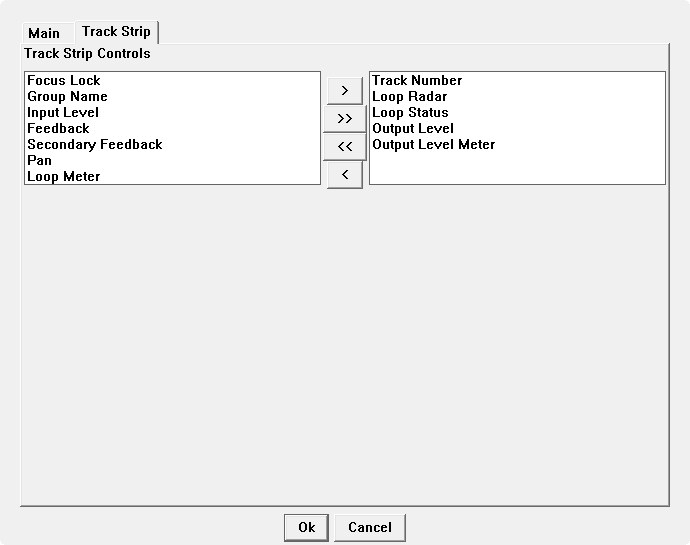 Main
Track Strip
Track Strip Controls
Focus Lock
Group Name
Input Level
Feedback
Secondary Feedback
Pan
Loop Meter
>
>>
<<
<
Track Number
Loop Radar
Loop Status
Output Level
Output Level Meter
Ok
Cancel